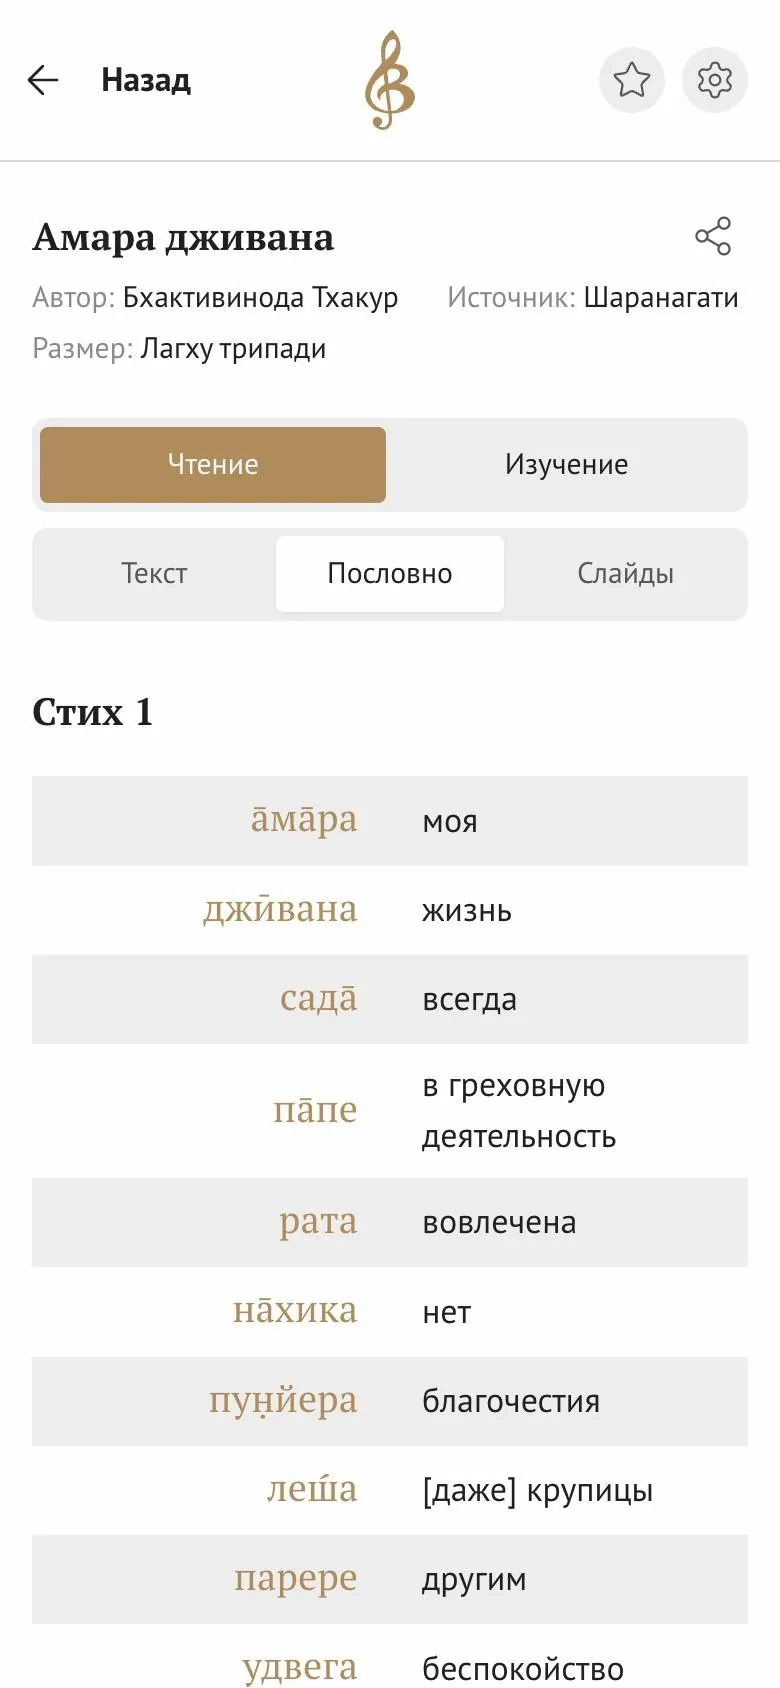 Назад
Амара дживана
Автор: Бхактивинода Тхакур Источник: Шаранагати
Размер: Лагху трипади
Чтение Изучение
Текст Пословно Слайды
Стих 1
а̄ма̄ра моя
джӣвана жизнь
сада̄ всегда
па̄пе в греховную деятельность
рата вовлечена
на̄хика нет
пун̣йера благочестия
леш́а [даже] крупицы
парере другим
удвега беспокойство